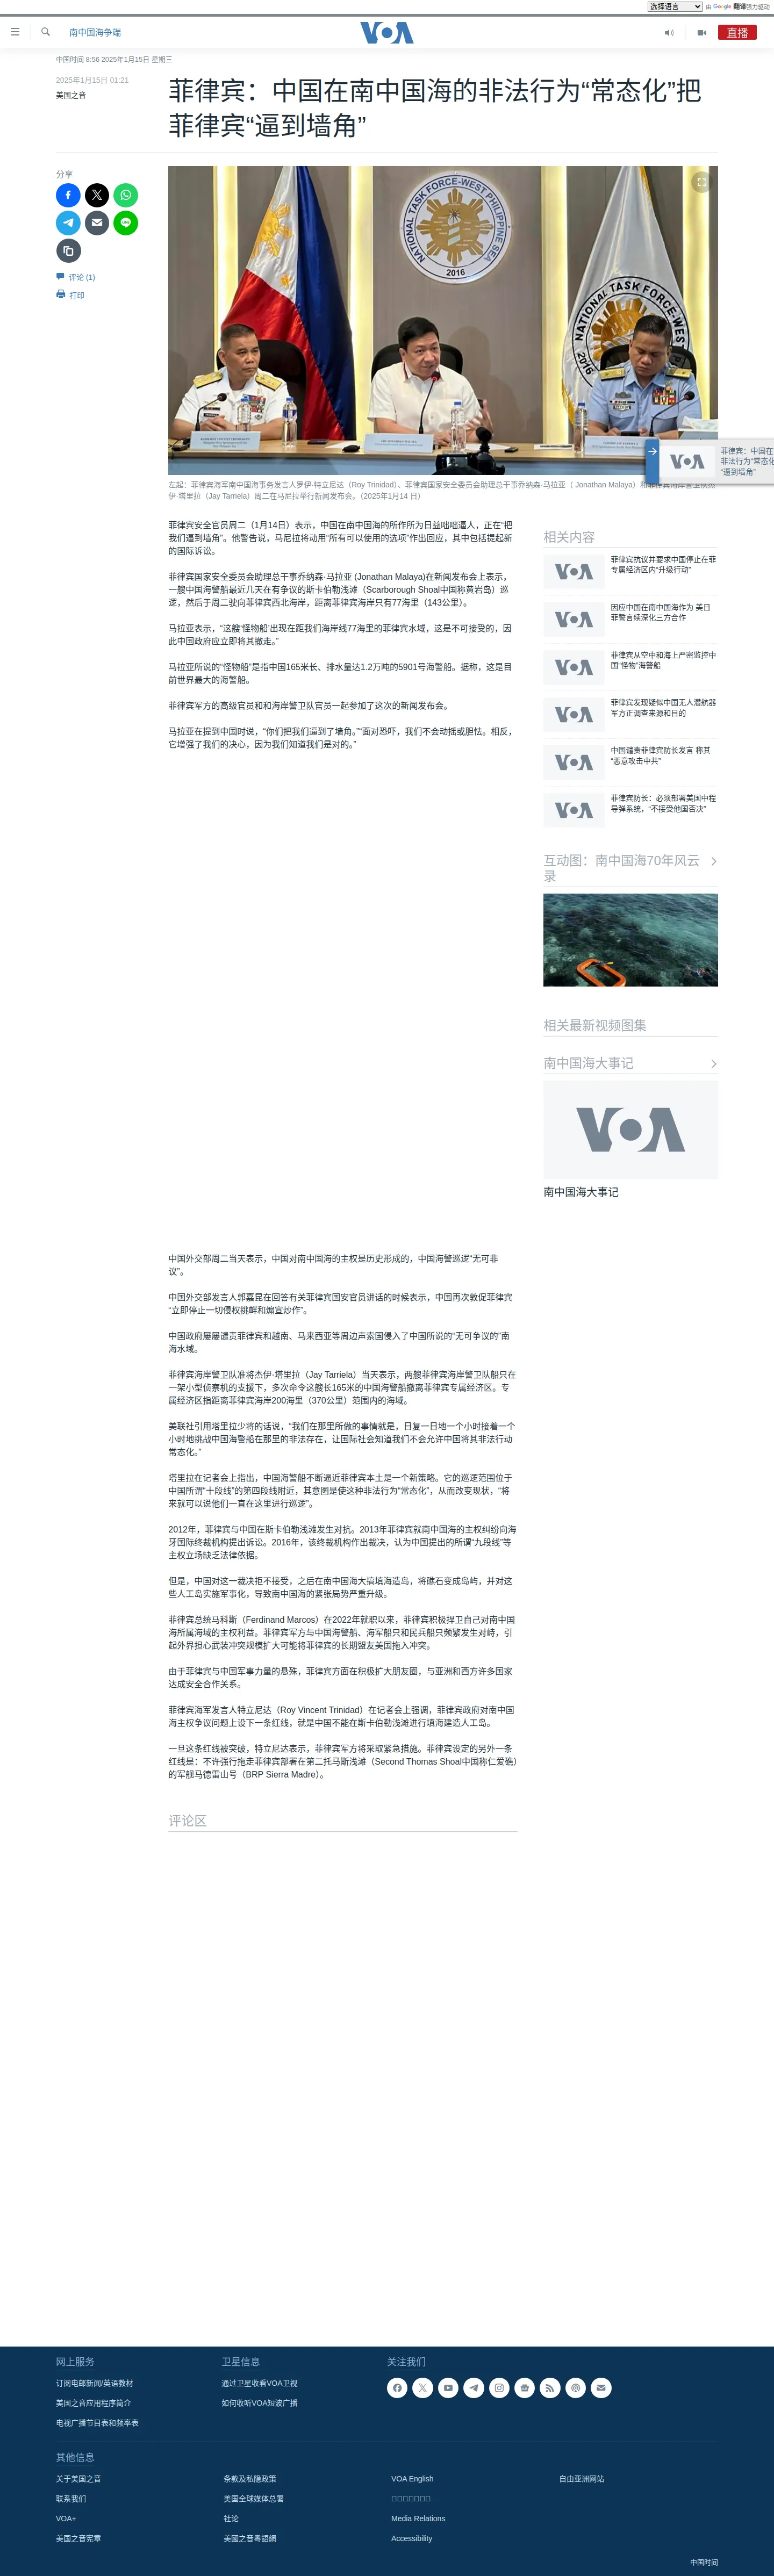 选择语言
由 Google 翻译强力驱动
南中国海争端
VOA
直播
中国时间 8:56 2025年1月15日 星期三
2025年1月15日 01:21
美国之音
菲律宾：中国在南中国海的非法行为“常态化”把
菲律宾“逼到墙角”
分享
评论 (1)
打印
NATIONAL TASK FORCE-WEST PHILIPPINE
2016
NATIONAL TASK FORCE-WE
2016
左起：菲律宾海军南中国海事务发言人罗伊·特立尼达（Roy Trinidad）、菲律宾国家安全委员会助理总干事乔纳森·马拉亚（ Jonathan Malaya）和菲律宾海岸警卫队杰
伊·塔里拉（Jay Tarriela）周二在马尼拉举行新闻发布会。（2025年1月14 日）
VOA
菲律宾：中国在
非法行为“常态化
“逼到墙角”
菲律宾安全官员周二（1月14日）表示，中国在南中国海的所作所为日益咄咄逼人，正在“把
我们逼到墙角”。他警告说，马尼拉将动用“所有可以使用的选项”作出回应，其中包括提起新
的国际诉讼。
菲律宾国家安全委员会助理总干事乔纳森·马拉亚 (Jonathan Malaya)在新闻发布会上表示，
一艘中国海警船最近几天在有争议的斯卡伯勒浅滩（Scarborough Shoal中国称黄岩岛）巡
逻，然后于周二驶向菲律宾西北海岸，距离菲律宾海岸只有77海里（143公里）。
马拉亚表示，“这艘‘怪物船’出现在距我们海岸线77海里的菲律宾水域，这是不可接受的，因
此中国政府应立即将其撤走。”
马拉亚所说的“怪物船”是指中国165米长、排水量达1.2万吨的5901号海警船。据称，这是目
前世界最大的海警船。
菲律宾军方的高级官员和和海岸警卫队官员一起参加了这次的新闻发布会。
马拉亚在提到中国时说，“你们把我们逼到了墙角。”“面对恐吓，我们不会动摇或胆怯。相反，
它增强了我们的决心，因为我们知道我们是对的。”
相关内容
VOA
菲律宾抗议并要求中国停止在菲
专属经济区内“升级行动”
VOA
因应中国在南中国海作为 美日
菲誓言续深化三方合作
VOA
菲律宾从空中和海上严密监控中
国“怪物”海警船
VOA
菲律宾发现疑似中国无人潜航器
军方正调查来源和目的
VOA
中国谴责菲律宾防长发言 称其
“恶意攻击中共”
VOA
菲律宾防长：必须部署美国中程
导弹系统，“不接受他国否决”
互动图：南中国海70年风云
录
相关最新视频图集
南中国海大事记
VOA
南中国海大事记
中国外交部周二当天表示，中国对南中国海的主权是历史形成的，中国海警巡逻“无可非
议”。
中国外交部发言人郭嘉昆在回答有关菲律宾国安官员讲话的时候表示，中国再次敦促菲律宾
“立即停止一切侵权挑衅和煽宣炒作”。
中国政府屡屡谴责菲律宾和越南、马来西亚等周边声索国侵入了中国所说的“无可争议的”南
海水域。
菲律宾海岸警卫队准将杰伊·塔里拉（Jay Tarriela）当天表示，两艘菲律宾海岸警卫队船只在
一架小型侦察机的支援下，多次命令这艘长165米的中国海警船撤离菲律宾专属经济区。专
属经济区指距离菲律宾海岸200海里（370公里）范围内的海域。
美联社引用塔里拉少将的话说，“我们在那里所做的事情就是，日复一日地一个小时接着一个
小时地挑战中国海警船在那里的非法存在，让国际社会知道我们不会允许中国将其非法行动
常态化。”
塔里拉在记者会上指出，中国海警船不断逼近菲律宾本土是一个新策略。它的巡逻范围位于
中国所谓“十段线”的第四段线附近，其意图是使这种非法行为“常态化”，从而改变现状，“将
来就可以说他们一直在这里进行巡逻”。
2012年，菲律宾与中国在斯卡伯勒浅滩发生对抗。2013年菲律宾就南中国海的主权纠纷向海
牙国际终裁机构提出诉讼。2016年，该终裁机构作出裁决，认为中国提出的所谓“九段线”等
主权立场缺乏法律依据。
但是，中国对这一裁决拒不接受，之后在南中国海大搞填海造岛，将礁石变成岛屿，并对这
些人工岛实施军事化，导致南中国海的紧张局势严重升级。
菲律宾总统马科斯（Ferdinand Marcos）在2022年就职以来，菲律宾积极捍卫自己对南中国
海所属海域的主权利益。菲律宾军方与中国海警船、海军船只和民兵船只频繁发生对峙，引
起外界担心武装冲突规模扩大可能将菲律宾的长期盟友美国拖入冲突。
由于菲律宾与中国军事力量的悬殊，菲律宾方面在积极扩大朋友圈，与亚洲和西方许多国家
达成安全合作关系。
菲律宾海军发言人特立尼达（Roy Vincent Trinidad）在记者会上强调，菲律宾政府对南中国
海主权争议问题上设下一条红线，就是中国不能在斯卡伯勒浅滩进行填海建造人工岛。
一旦这条红线被突破，特立尼达表示，菲律宾军方将采取紧急措施。菲律宾设定的另外一条
红线是：不许强行拖走菲律宾部署在第二托马斯浅滩（Second Thomas Shoal中国称仁爱礁）
的军舰马德雷山号（BRP Sierra Madre）。
评论区
网上服务
订阅电邮新闻/英语教材
美国之音应用程序简介
电视广播节目表和频率表
卫星信息
通过卫星收看VOA卫视
如何收听VOA短波广播
关注我们
其他信息
关于美国之音
联系我们
VOA+
美国之音宪章
条款及私隐政策
美国全球媒体总署
社论
美國之音粵語網
VOA English
Media Relations
Accessibility
自由亚洲网站
中国时间